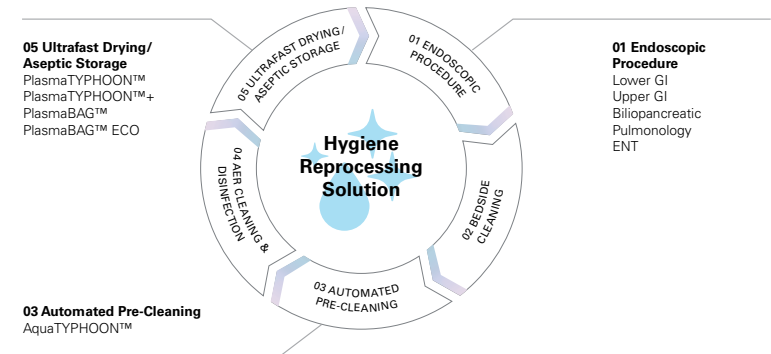 05 Ultrafast Drying/
Aseptic Storage
PlasmaTYPHOON™
PlasmaTYPHOON™+
PlasmaBAG™
PlasmaBAG™ ECO
05 ULTRAFAST DRYING/
ASEPTIC STORAGE
01 ENDOSCOPIC
PROCEDURE
01 Endoscopic
Procedure
Lower GI
Upper GI
Biliopancreatic
Pulmonology
ENT
Hygiene
Reprocessing
Solution
04 AER CLEANING &
DISINFECTION
02 BEDSIDE
CLEANING
03 AUTOMATED
PRE-CLEANING
03 Automated Pre-Cleaning
AquaTYPHOON™